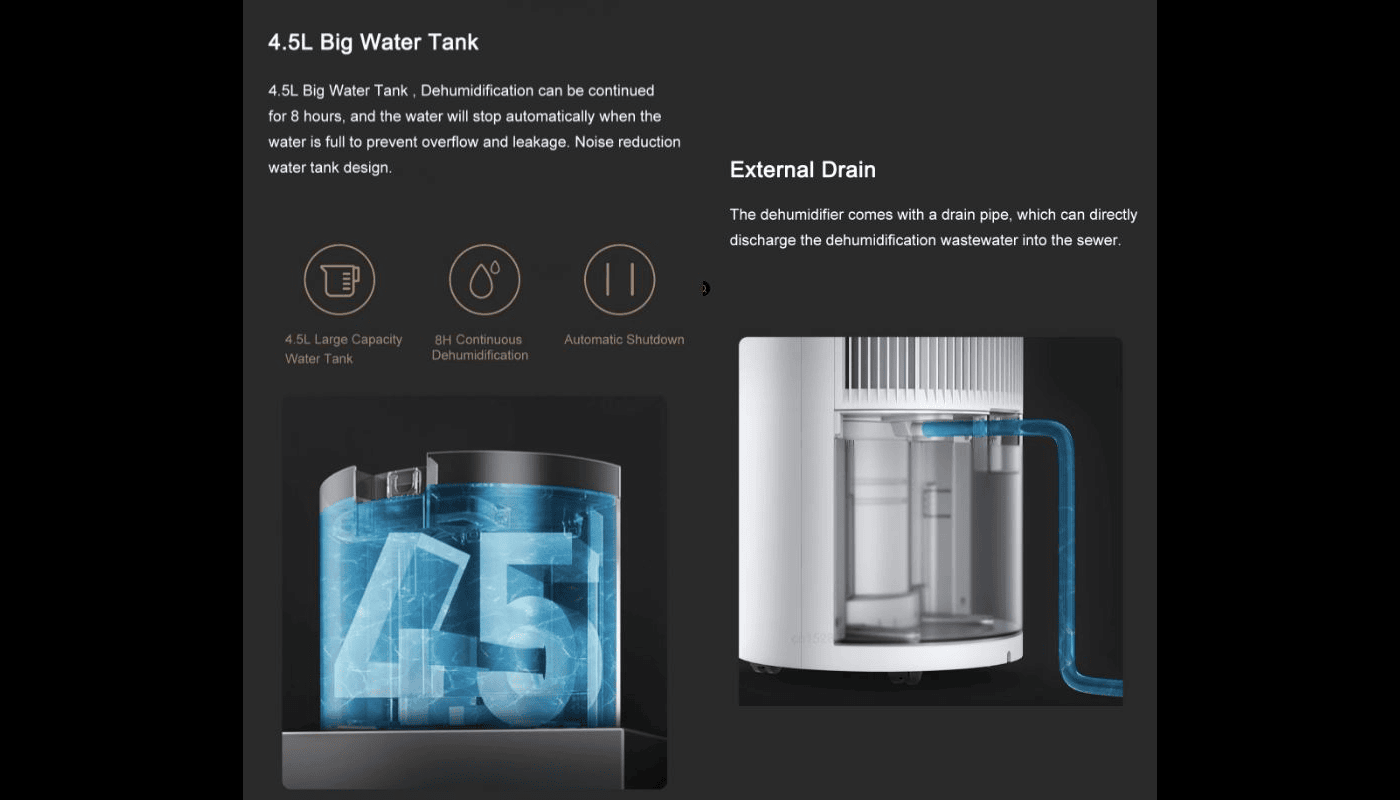 4.5L Big Water Tank
4.5L Big Water Tank , Dehumidification can be continued
for 8 hours, and the water will stop automatically when the
water is full to prevent overflow and leakage. Noise reduction
water tank design.
4.5L Large Capacity
Water Tank
8H Continuous
Dehumidification
Automatic Shutdown
45
External Drain
The dehumidifier comes with a drain pipe, which can directly
discharge the dehumidification wastewater into the sewer.